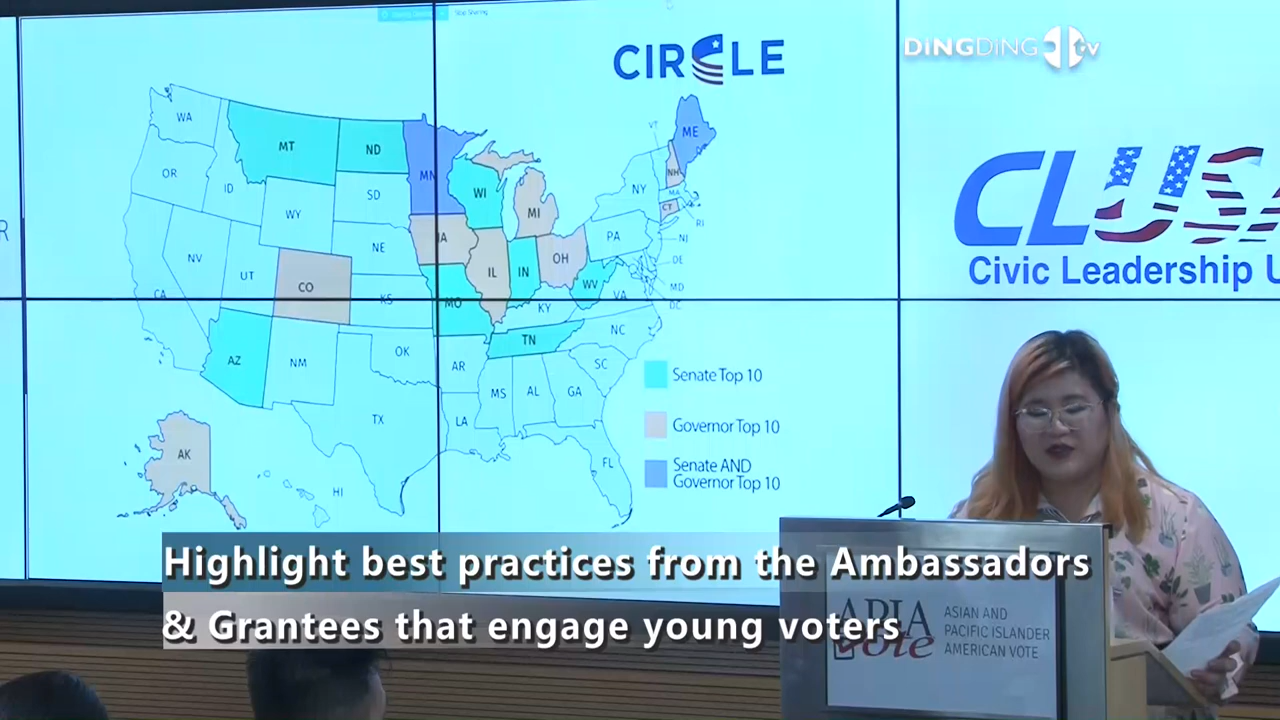 Stop Sharing
DiNGDiNG tv
CIRCLE
CLUSA
Civic Leadership U
R
WA
MT
ND
MN
ME
VT
NH
OR
ID
SD
WI
NY
MA
WY
MI
CT
RI
NV
UT
NE
IA
PA
NJ
IL
IN
OH
DE
CA
CO
KS
MO
WV
VA
MD
DC
KY
NC
AZ
NM
OK
AR
TN
SC
MS
AL
GA
TX
LA
FL
AK
HI
Senate Top 10
Governor Top 10
Senate AND
Governor Top 10
Highlight best practices from the Ambassadors
& Grantees that engage young voters
APIA
Vote
ASIAN AND
PACIFIC ISLANDER
AMERICAN VOTE